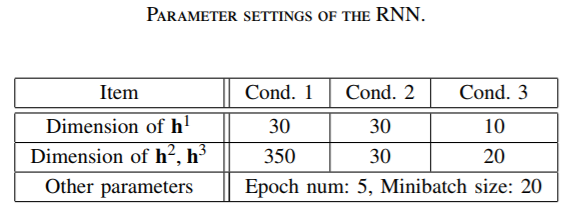 PARAMETER SETTINGS OF THE RNN.
Item Cond. 1 Cond. 2 Cond. 3
Dimension of h¹ 30 30 10
Dimension of h², h³ 350 30 20
Other parameters Epoch num: 5, Minibatch size: 20